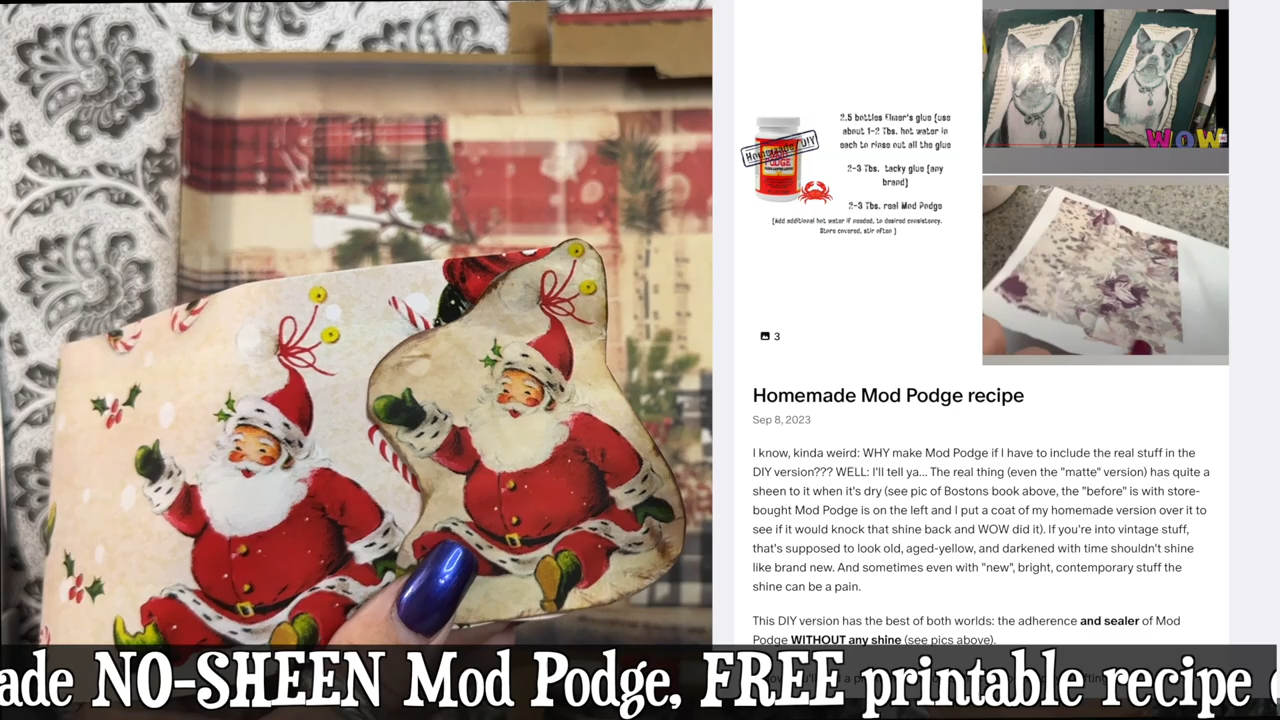 2.5 bottles Elmer's glue (use
about 1-2 Tbs. hot water in
each to rinse out all the glue
2-3 Tbs. tacky glue (any
brand)
2-3 Tbs. real Mod Podge
(Add additional hot water if needed, to desired consistency.
Store covered, stir often )
Homemade/DIY
PODGE
WOW
3
Homemade Mod Podge recipe
Sep 8, 2023
I know, kinda weird: WHY make Mod Podge if I have to include the real stuff in the
DIY version??? WELL: I'll tell ya... The real thing (even the "matte" version) has quite a
sheen to it when it's dry (see pic of Bostons book above, the "before" is with store-
bought Mod Podge is on the left and I put a coat of my homemade version over it to
see if it would knock that shine back and WOW did it). If you're into vintage stuff,
that's supposed to look old, aged-yellow, and darkened with time shouldn't shine
like brand new. And sometimes even with "new", bright, contemporary stuff the
shine can be a pain.
This DIY version has the best of both worlds: the adherence and sealer of Mod
Podge WITHOUT any shine (see pics above).
ade NO-SHEEN Mod Podge, FREE printable recipe